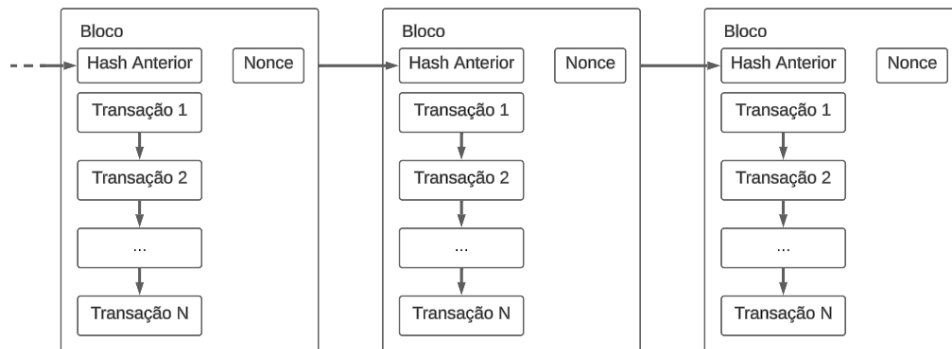 Bloco
Hash Anterior
Nonce
Transação 1
Transação 2
...
Transação N
Bloco
Hash Anterior
Nonce
Transação 1
Transação 2
...
Transação N
Bloco
Hash Anterior
Nonce
Transação 1
Transação 2
...
Transação N